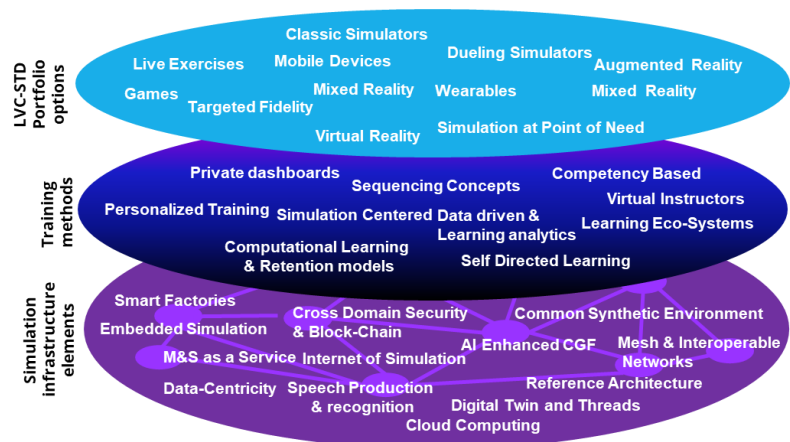 LVC-STD
Portfolio
options
Classic Simulators
Dueling Simulators
Live Exercises
Mobile Devices
Augmented Reality
Games
Mixed Reality
Wearables
Mixed Reality
Targeted Fidelity
Virtual Reality
Simulation at Point of Need
Training
methods
Private dashboards
Sequencing Concepts
Competency Based
Virtual Instructors
Personalized Training
Simulation Centered
Data driven &
Learning analytics
Learning Eco-Systems
Computational Learning
& Retention models
Self Directed Learning
Simulation
infrastructure
elements
Smart Factories
Cross Domain Security
& Block-Chain
Common Synthetic Environment
Embedded Simulation
AI Enhanced CGF
Mesh & Interoperable
Networks
M&S as a Service
Internet of Simulation
Data-Centricity
Speech Production
& recognition
Reference Architecture
Digital Twin and Threads
Cloud Computing